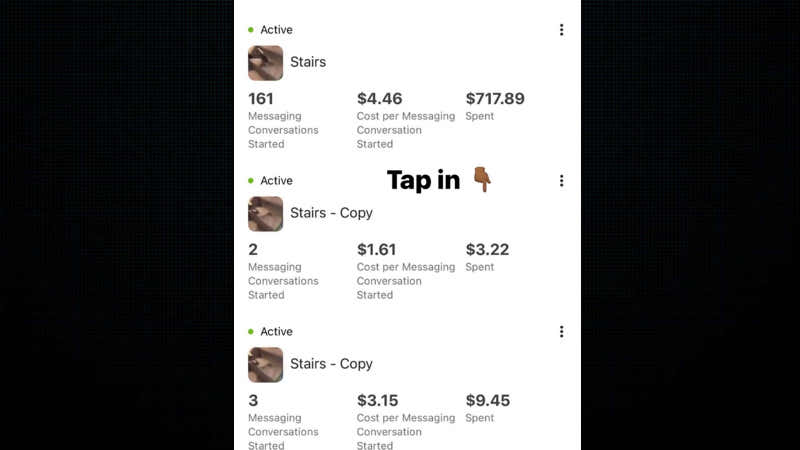 Active
Stairs
161 $4.46 $717.89
Messaging Cost per Messaging Spent
Conversations Conversation
Started Started
Tap in 👇🏾
Active
Stairs - Copy
2 $1.61 $3.22
Messaging Cost per Messaging Spent
Conversations Conversation
Started Started
Active
Stairs - Copy
3 $3.15 $9.45
Messaging Cost per Messaging Spent
Conversations Conversation
Started Started